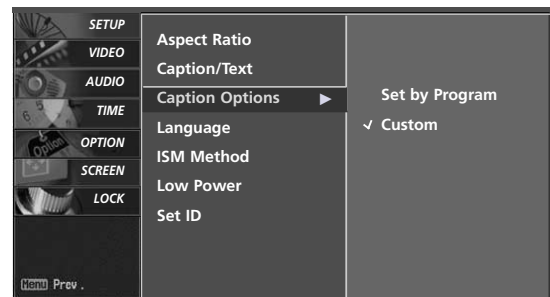 SETUP
VIDEO
AUDIO
TIME
OPTION
SCREEN
LOCK
Menu Prev.
Aspect Ratio
Caption/Text
Caption Options ▶
Language
ISM Method
Low Power
Set ID
Set by Program
✓ Custom